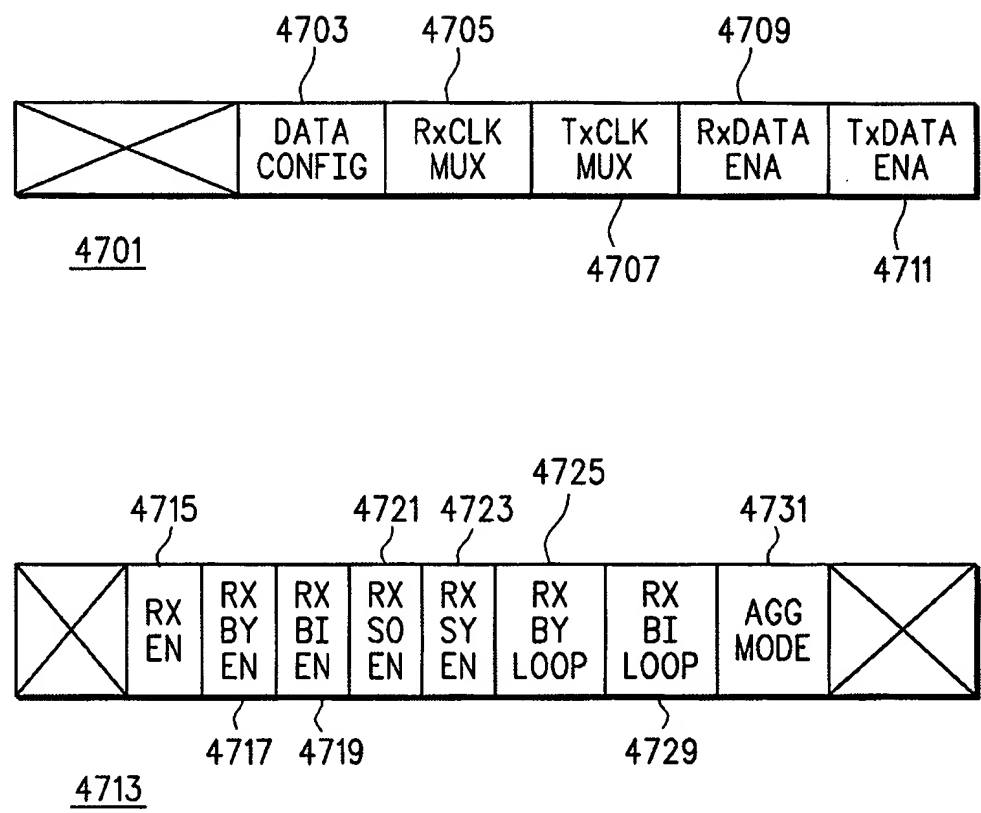 4703 4705 4709
DATA CONFIG
RxCLK MUX
TxCLK MUX
RxDATA ENA
TxDATA ENA
4701
4707 4711
4725
4715 4721 4723 4731
RX EN
RX BY EN
RX BI EN
RX SO EN
RX SY EN
RX BY LOOP
RX BI LOOP
AGG MODE
4717 4719 4729
4713